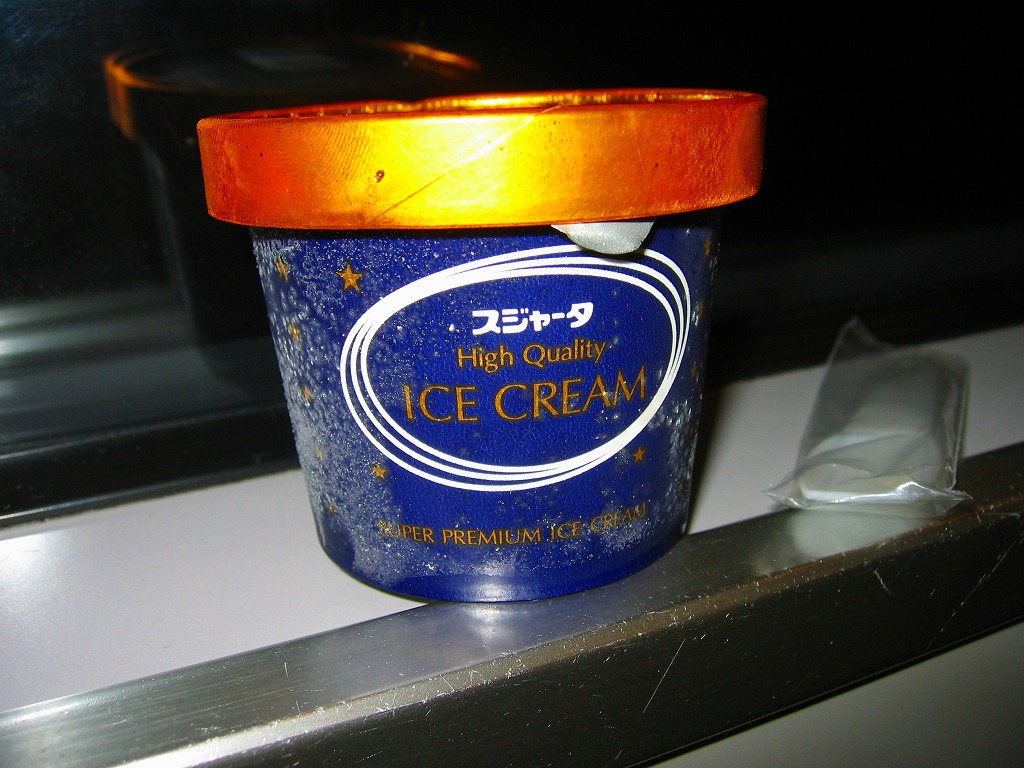 スジャータ
High Quality
ICE CREAM
SUPER PREMIUM ICE CREAM